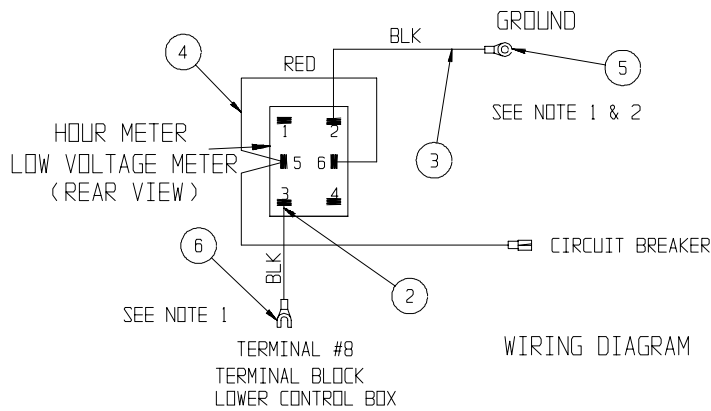 GROUND
BLK
4
RED
5
SEE NOTE 1 & 2
1
2
HOUR METER
LOW VOLTAGE METER
(REAR VIEW)
5
6
3
3
4
6
BLK
2
CIRCUIT BREAKER
SEE NOTE 1
TERMINAL #8
TERMINAL BLOCK
LOWER CONTROL BOX
WIRING DIAGRAM